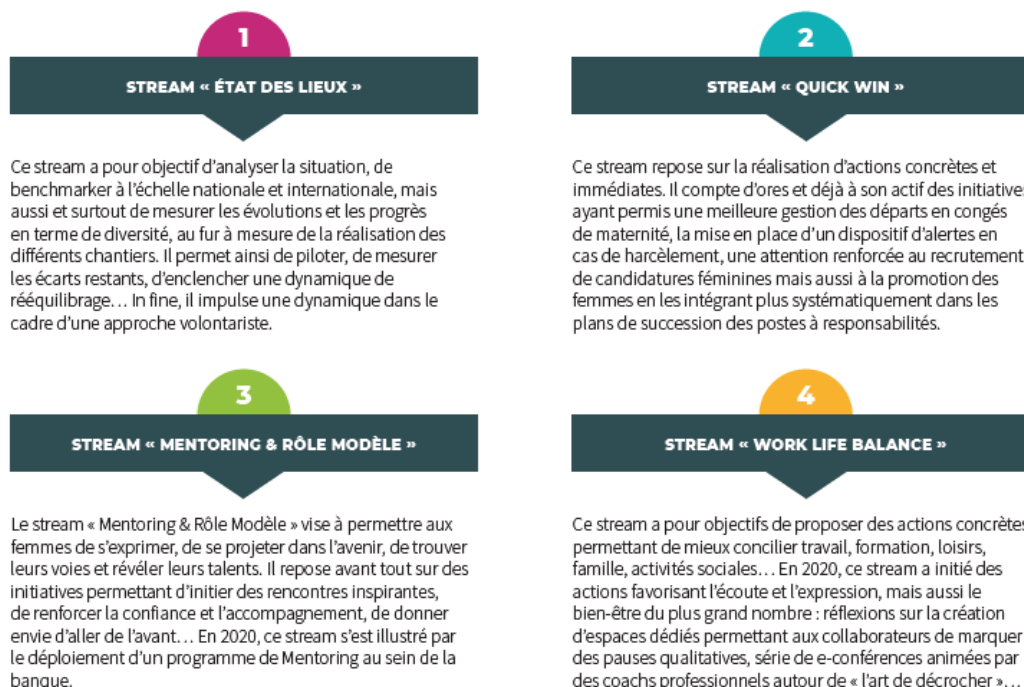 1
STREAM « ÉTAT DES LIEUX »
Ce stream a pour objectif d’analyser la situation, de
benchmarker à l’échelle nationale et internationale, mais
aussi et surtout de mesurer les évolutions et les progrès
en terme de diversité, au fur à mesure de la réalisation des
différents chantiers. Il permet ainsi de piloter, de mesurer
les écarts restants, d’enclencher une dynamique de
rééquilibrage… In fine, il impulse une dynamique dans le
cadre d’une approche volontariste.
2
STREAM « QUICK WIN »
Ce stream repose sur la réalisation d’actions concrètes et
immédiates. Il compte d’ores et déjà à son actif des initiatives
ayant permis une meilleure gestion des départs en congés
de maternité, la mise en place d’un dispositif d’alertes en
cas de harcèlement, une attention renforcée au recrutement
de candidatures féminines mais aussi à la promotion des
femmes en les intégrant plus systématiquement dans les
plans de succession des postes à responsabilités.
3
STREAM « MENTORING & RÔLE MODÈLE »
Le stream « Mentoring & Rôle Modèle » vise à permettre aux
femmes de s’exprimer, de se projeter dans l’avenir, de trouver
leurs voies et révéler leurs talents. Il repose avant tout sur des
initiatives permettant d’initier des rencontres inspirantes,
de renforcer la confiance et l’accompagnement, de donner
envie d’aller de l’avant… En 2020, ce stream s’est illustré par
le déploiement d’un programme de Mentoring au sein de la
banque.
4
STREAM « WORK LIFE BALANCE »
Ce stream a pour objectifs de proposer des actions concrètes
permettant de mieux concilier travail, formation, loisirs,
famille, activités sociales… En 2020, ce stream a initié des
actions favorisant l’écoute et l’expression, mais aussi le
bien-être du plus grand nombre : réflexions sur la création
d’espaces dédiés permettant aux collaborateurs de marquer
des pauses qualitatives, série de e-conférences animées par
des coachs professionnels autour de « l’art de décrocher »…